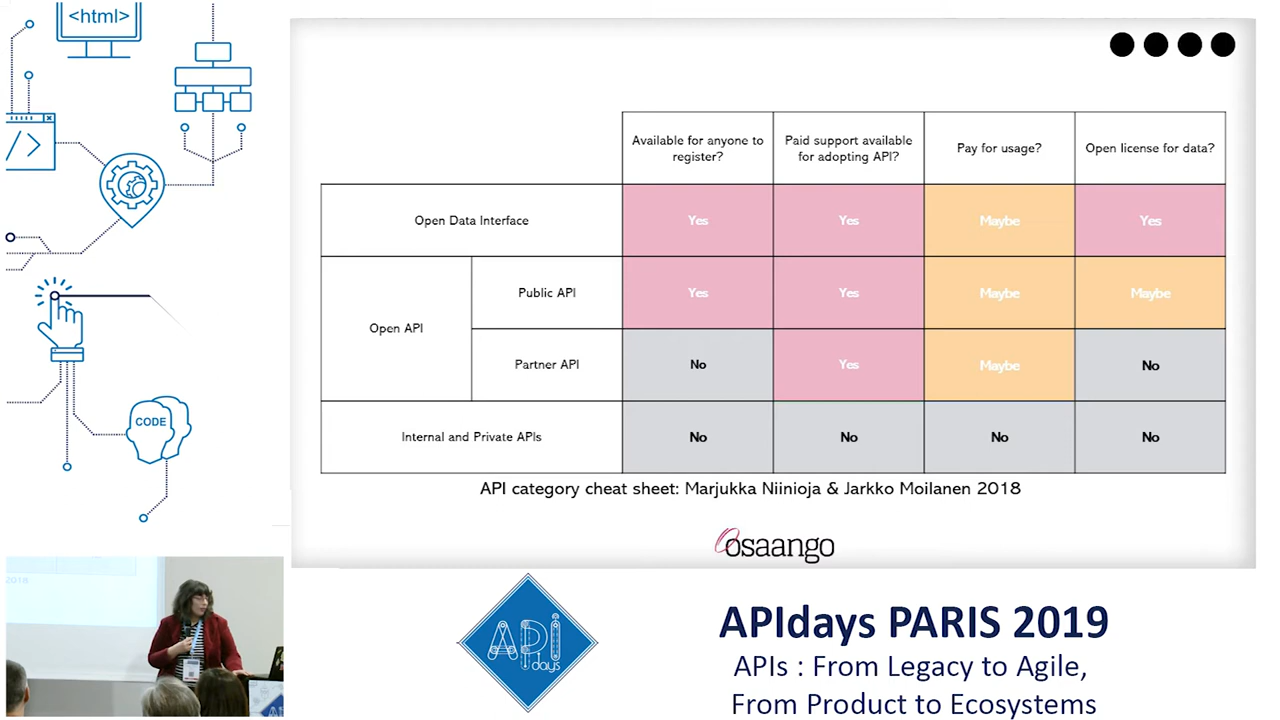 <html>
</>
CODE
Available for anyone to
register?
Paid support available
for adopting API?
Pay for usage?
Open license for data?
Open Data Interface
Yes
Yes
Maybe
Yes
Open API
Public API
Yes
Yes
Maybe
Maybe
Partner API
No
Yes
Maybe
No
Internal and Private APIs
No
No
No
No
API category cheat sheet: Marjukka Niinioja & Jarkko Moilanen 2018
osaango
2018
API
days
APIdays PARIS 2019
APIs : From Legacy to Agile,
From Product to Ecosystems